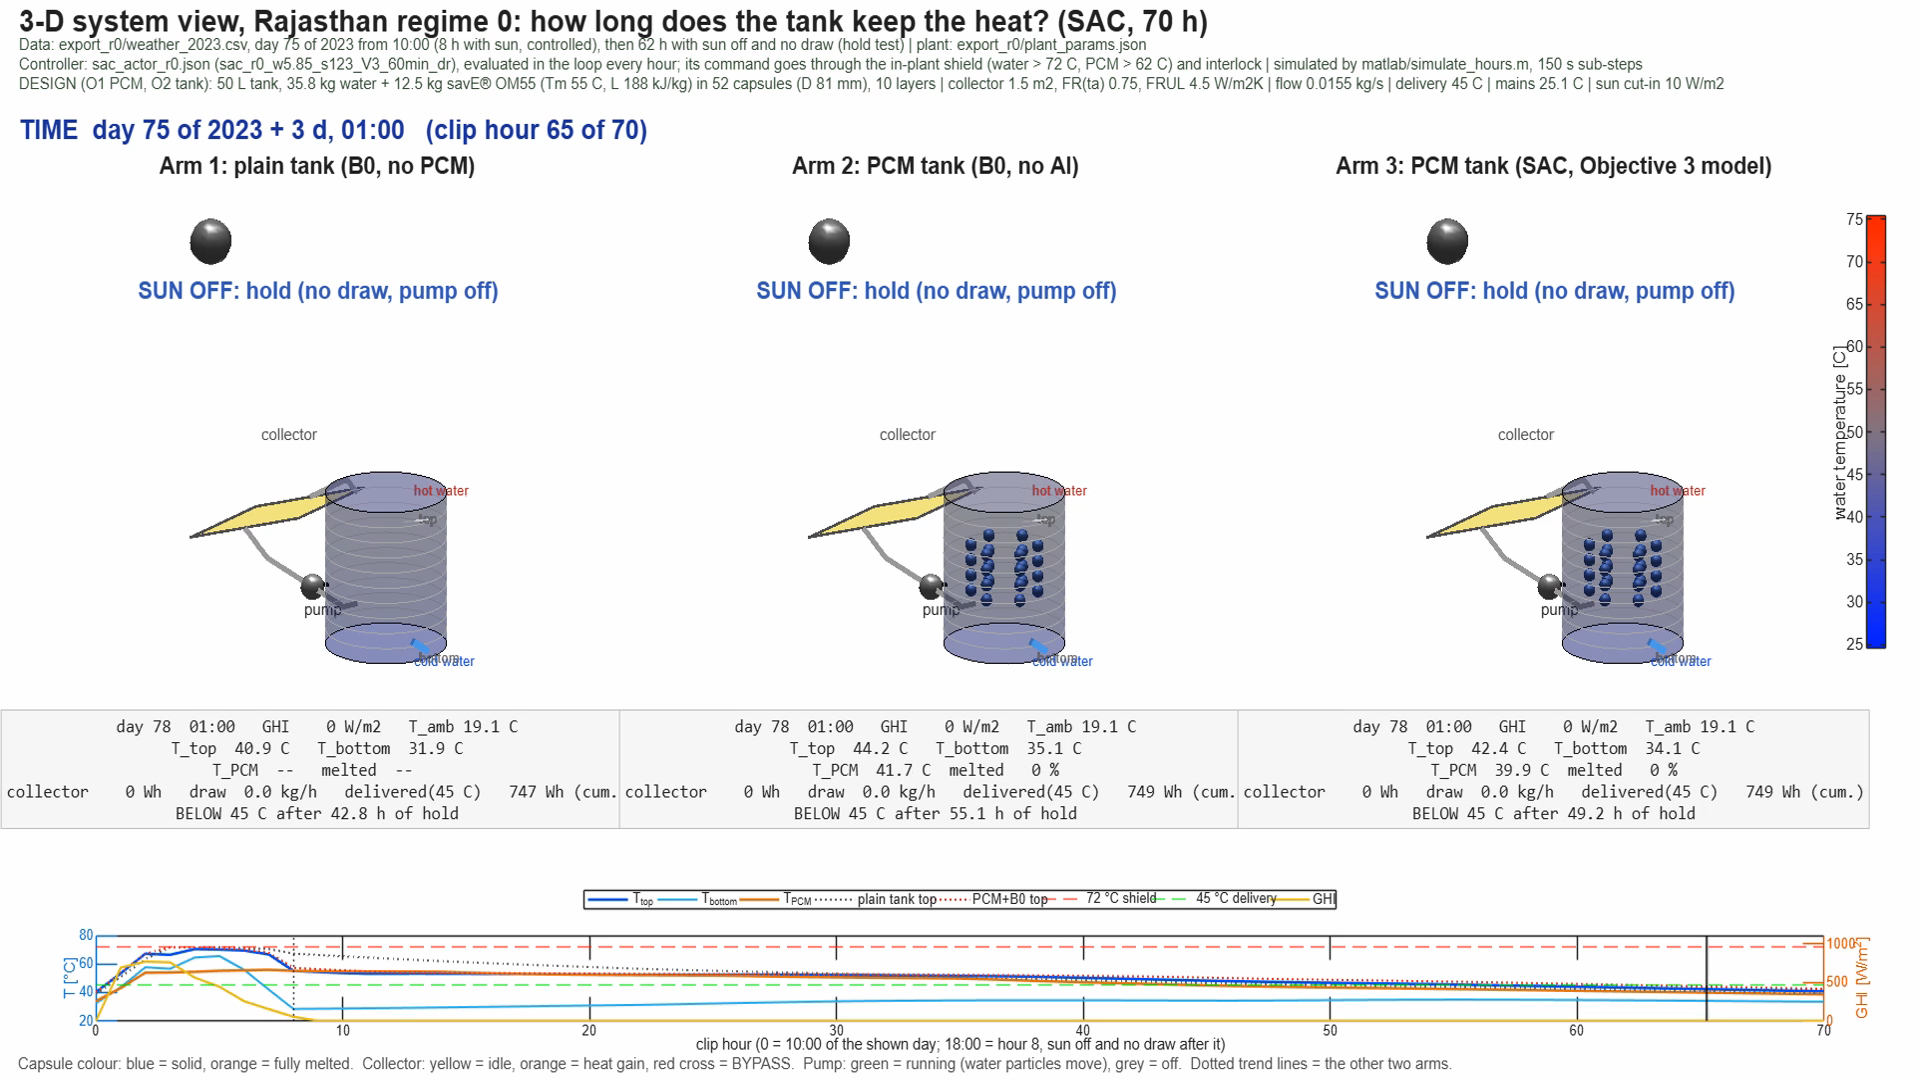 3-D system view, Rajasthan regime 0: how long does the tank keep the heat? (SAC, 70 h)
Data: export_r0/weather_2023.csv, day 75 of 2023 from 10:00 (8 h with sun, controlled), then 62 h with sun off and no draw (hold test) | plant: export_r0/plant_params.json
Controller: sac_actor_r0.json (sac_r0_w5.85_s123_V3_60min_dr), evaluated in the loop every hour; its command goes through the in-plant shield (water > 72 C, PCM > 62 C) and interlock | simulated by matlab/simulate_hours.m, 150 s sub-steps
DESIGN (O1 PCM, O2 tank): 50 L tank, 35.8 kg water + 12.5 kg savE® OM55 (Tm 55 C, L 188 kJ/kg) in 52 capsules (D 81 mm), 10 layers | collector 1.5 m2, FR(ta) 0.75, FRUL 4.5 W/m2K | flow 0.0155 kg/s | delivery 45 C | mains 25.1 C | sun cut-in 10 W/m2
TIME day 75 of 2023 + 3 d, 01:00 (clip hour 65 of 70)
Arm 1: plain tank (B0, no PCM)
SUN OFF: hold (no draw, pump off)
collector
hot water
top
pump
bottom
cold water
Arm 2: PCM tank (B0, no AI)
SUN OFF: hold (no draw, pump off)
collector
hot water
top
pump
bottom
cold water
Arm 3: PCM tank (SAC, Objective 3 model)
SUN OFF: hold (no draw, pump off)
collector
hot water
top
pump
bottom
cold water
75
70
65
60
55
50
45
40
35
30
25
water temperature [C]
day 78 01:00 GHI 0 W/m2 T_amb 19.1 C
T_top 40.9 C T_bottom 31.9 C
T_PCM -- melted --
collector 0 Wh draw 0.0 kg/h delivered(45 C) 747 Wh (cum.
BELOW 45 C after 42.8 h of hold
day 78 01:00 GHI 0 W/m2 T_amb 19.1 C
T_top 44.2 C T_bottom 35.1 C
T_PCM 41.7 C melted 0 %
collector 0 Wh draw 0.0 kg/h delivered(45 C) 749 Wh (cum.
BELOW 45 C after 55.1 h of hold
day 78 01:00 GHI 0 W/m2 T_amb 19.1 C
T_top 42.4 C T_bottom 34.1 C
T_PCM 39.9 C melted 0 %
collector 0 Wh draw 0.0 kg/h delivered(45 C) 749 Wh (cum.)
BELOW 45 C after 49.2 h of hold
T_top T_bottom T_PCM plain tank top PCM+B0 top 72 °C shield 45 °C delivery GHI
80
60
40
20
T [°C]
1000
500
0
GHI [W/m²]
0 10 20 30 40 50 60 70
clip hour (0 = 10:00 of the shown day; 18:00 = hour 8, sun off and no draw after it)
Capsule colour: blue = solid, orange = fully melted. Collector: yellow = idle, orange = heat gain, red cross = BYPASS. Pump: green = running (water particles move), grey = off. Dotted trend lines = the other two arms.